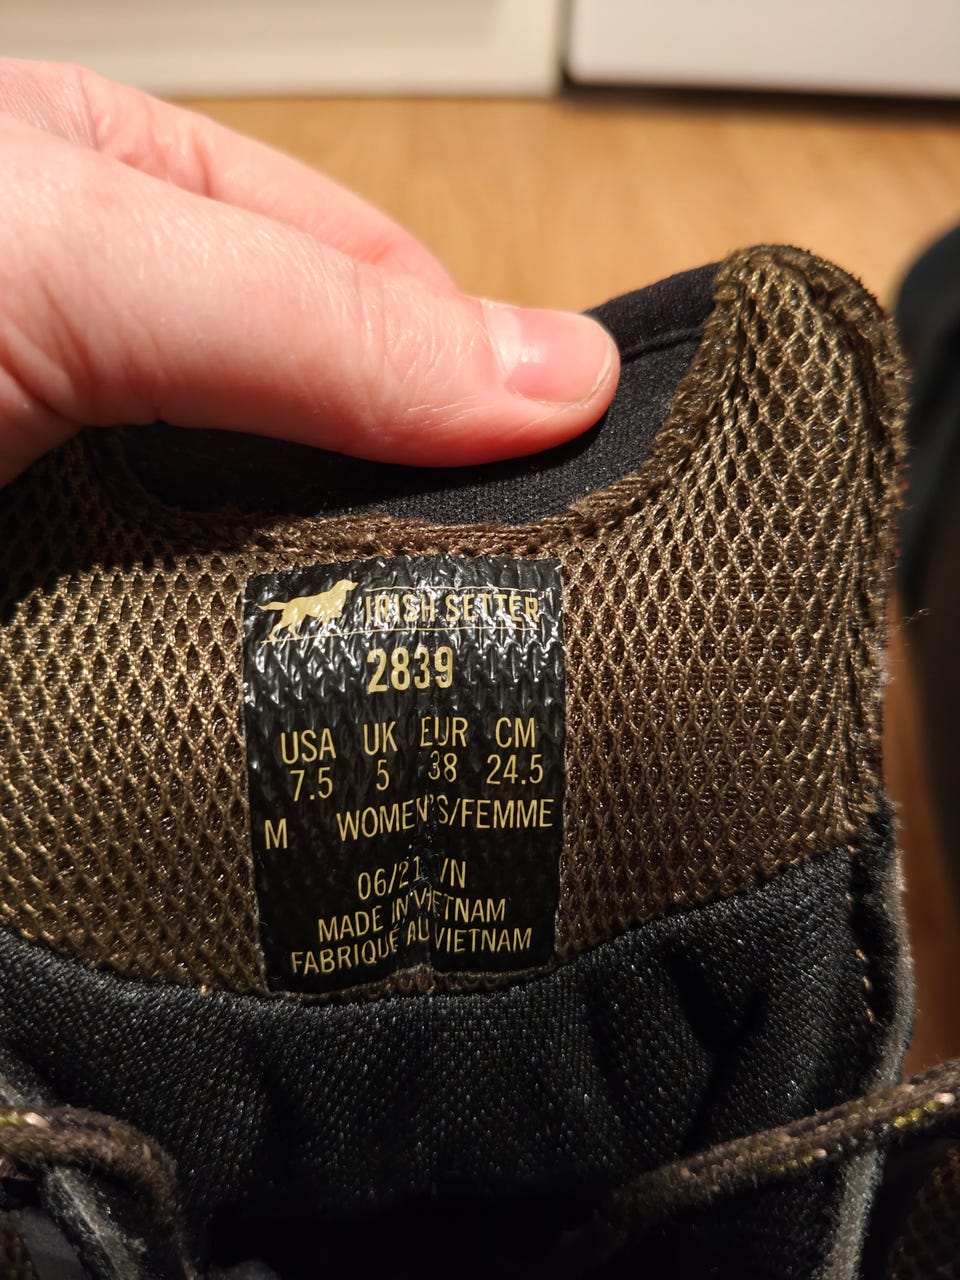 IRISH SETTER
2839
USA UK EUR CM
7.5 5 38 24.5
M WOMEN'S/FEMME
06/21 VN
MADE IN VIETNAM
FABRIQUÉ AU VIETNAM